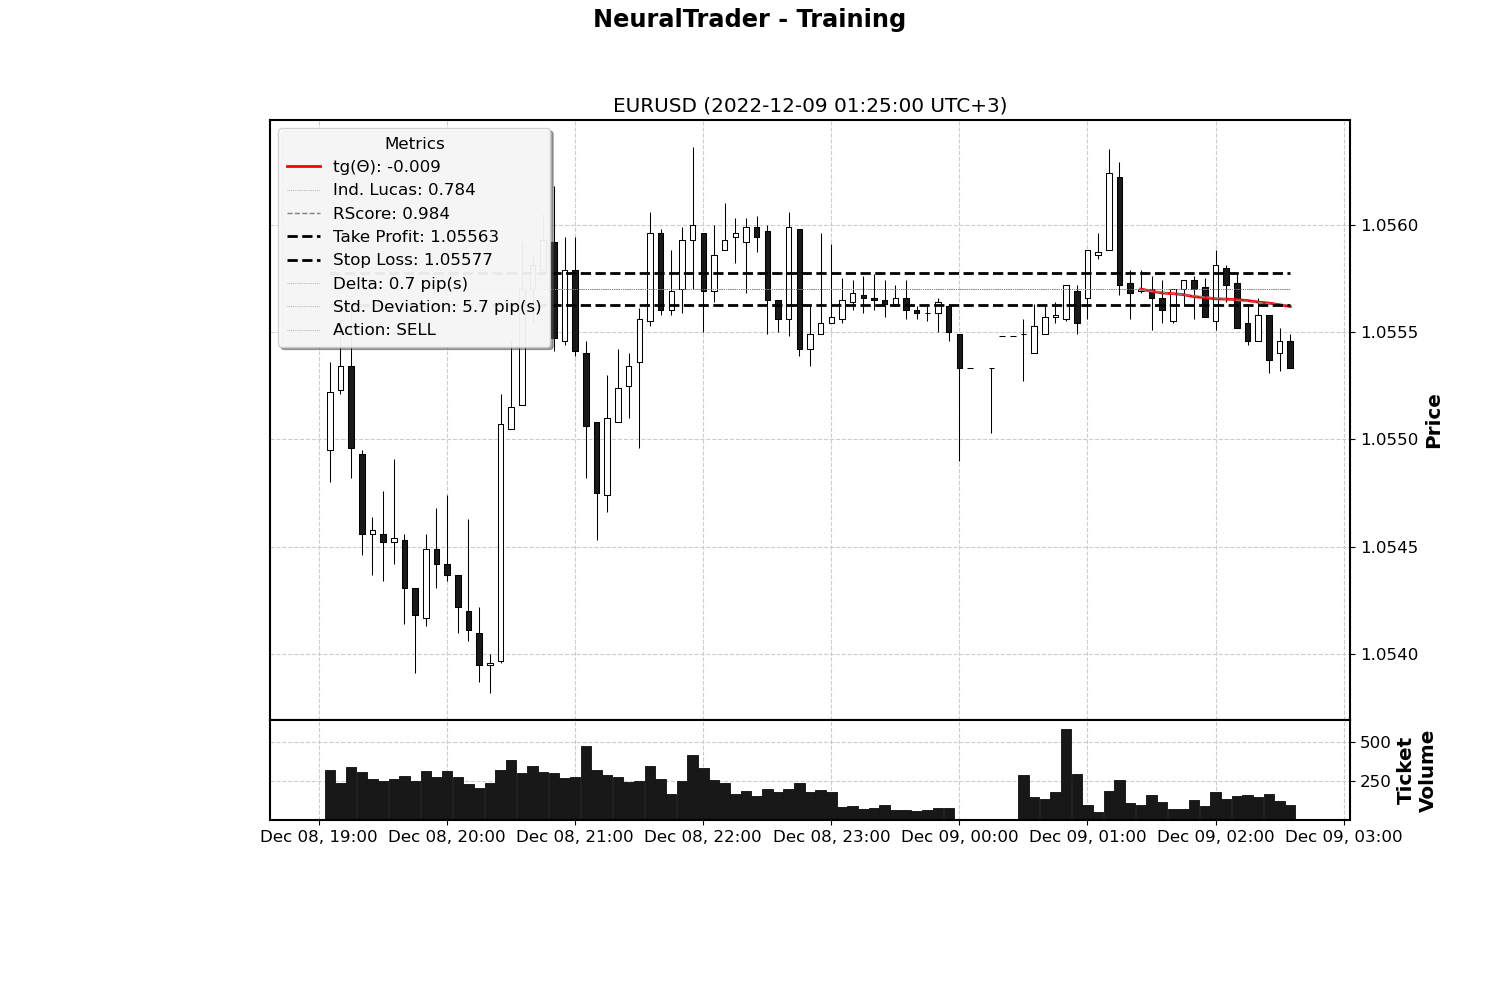 NeuralTrader - Training
EURUSD (2022-12-09 01:25:00 UTC+3)
Metrics
tg(Θ): -0.009
Ind. Lucas: 0.784
RScore: 0.984
Take Profit: 1.05563
Stop Loss: 1.05577
Delta: 0.7 pip(s)
Std. Deviation: 5.7 pip(s)
Action: SELL
1.0560
1.0555
1.0550
1.0545
1.0540
Price
500
250
Ticket
Volume
Dec 08, 19:00 Dec 08, 20:00 Dec 08, 21:00 Dec 08, 22:00 Dec 08, 23:00 Dec 09, 00:00 Dec 09, 01:00 Dec 09, 02:00 Dec 09, 03:00